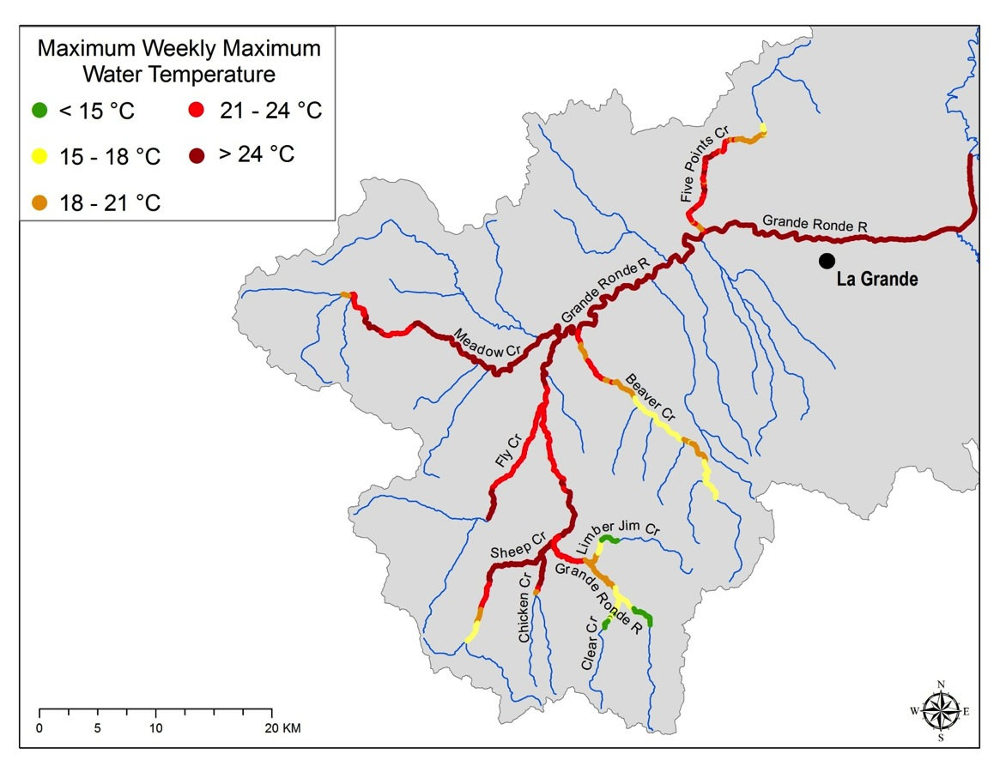 Maximum Weekly Maximum
Water Temperature
< 15 °C
21 - 24 °C
15 - 18 °C
> 24 °C
18 - 21 °C
Five Points Cr
Grande Ronde R
La Grande
Grande Ronde R
Meadow Cr
Beaver Cr
Fly Cr
Limber Jim Cr
Sheep Cr
Grande Ronde R
Chicken Cr
Clear Cr
N
W
E
S
0 5 10 20 KM